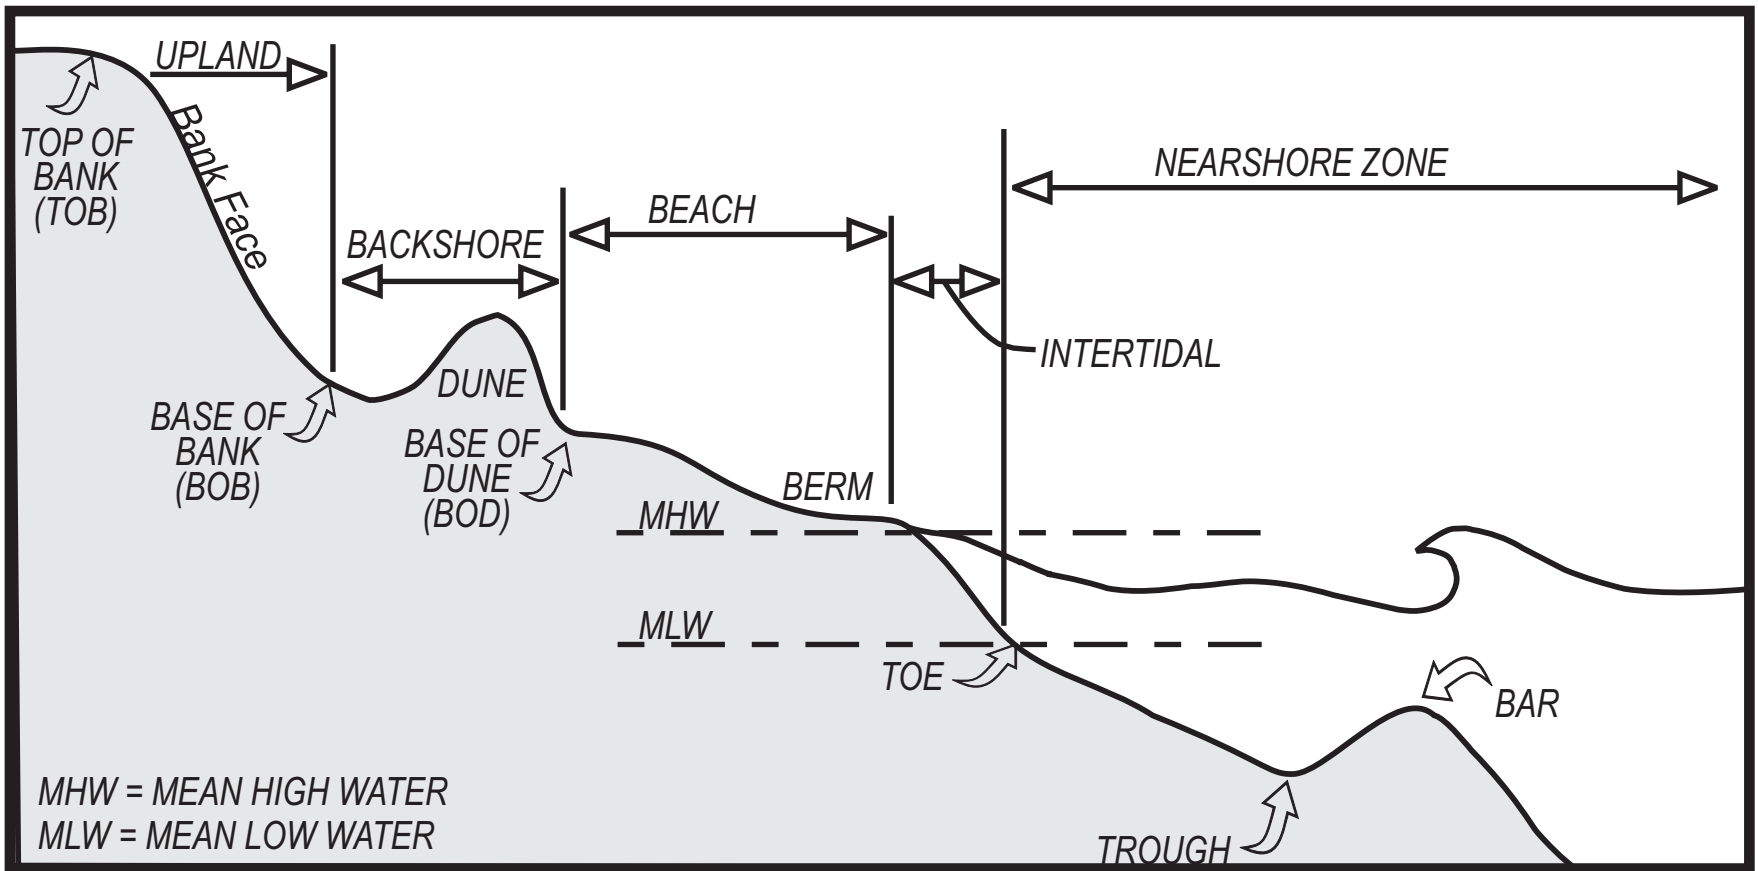 UPLAND
TOP OF
BANK
(TOB)
Bank Face
NEARSHORE ZONE
BEACH
BACKSHORE
INTERTIDAL
DUNE
BASE OF
BANK
(BOB)
BASE OF
DUNE
(BOD)
BERM
MHW
MLW
TOE
BAR
TROUGH
MHW = MEAN HIGH WATER
MLW = MEAN LOW WATER